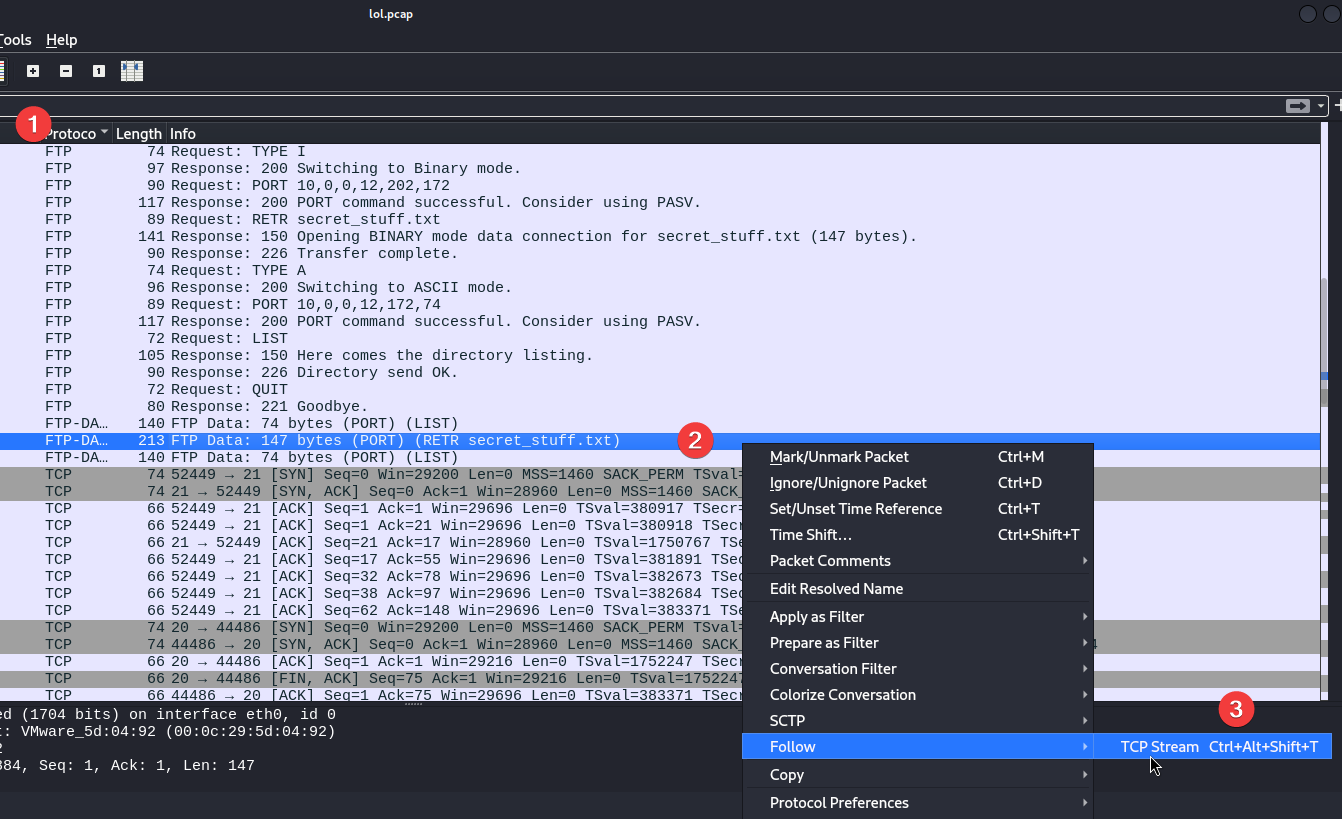 lol.pcap
Tools Help
1
1 Protoco Length Info
FTP 74 Request: TYPE I
FTP 97 Response: 200 Switching to Binary mode.
FTP 90 Request: PORT 10,0,0,12,202,172
FTP 117 Response: 200 PORT command successful. Consider using PASV.
FTP 89 Request: RETR secret_stuff.txt
FTP 141 Response: 150 Opening BINARY mode data connection for secret_stuff.txt (147 bytes).
FTP 90 Response: 226 Transfer complete.
FTP 74 Request: TYPE A
FTP 96 Response: 200 Switching to ASCII mode.
FTP 89 Request: PORT 10,0,0,12,172,74
FTP 117 Response: 200 PORT command successful. Consider using PASV.
FTP 72 Request: LIST
FTP 105 Response: 150 Here comes the directory listing.
FTP 90 Response: 226 Directory send OK.
FTP 72 Request: QUIT
FTP 80 Response: 221 Goodbye.
FTP-DA… 140 FTP Data: 74 bytes (PORT) (LIST)
FTP-DA… 213 FTP Data: 147 bytes (PORT) (RETR secret_stuff.txt) 2
FTP-DA… 140 FTP Data: 74 bytes (PORT) (LIST)
TCP 74 52449 → 21 [SYN] Seq=0 Win=29200 Len=0 MSS=1460 SACK_PERM TSval=
TCP 74 21 → 52449 [SYN, ACK] Seq=0 Ack=1 Win=28960 Len=0 MSS=1460 SACK_
TCP 66 52449 → 21 [ACK] Seq=1 Ack=1 Win=29696 Len=0 TSval=380917 TSecr=
TCP 66 52449 → 21 [ACK] Seq=1 Ack=21 Win=29696 Len=0 TSval=380918 TSecr
TCP 66 21 → 52449 [ACK] Seq=21 Ack=17 Win=28960 Len=0 TSval=1750767 TSe
TCP 66 52449 → 21 [ACK] Seq=17 Ack=55 Win=29696 Len=0 TSval=381891 TSec
TCP 66 52449 → 21 [ACK] Seq=32 Ack=78 Win=29696 Len=0 TSval=382673 TSec
TCP 66 52449 → 21 [ACK] Seq=38 Ack=97 Win=29696 Len=0 TSval=382684 TSec
TCP 66 52449 → 21 [ACK] Seq=62 Ack=148 Win=29696 Len=0 TSval=383371 TSe
TCP 74 20 → 44486 [SYN] Seq=0 Win=29200 Len=0 MSS=1460 SACK_PERM TSval=
TCP 74 44486 → 20 [SYN, ACK] Seq=0 Ack=1 Win=28960 Len=0 MSS=1460 SACK_
TCP 66 20 → 44486 [ACK] Seq=1 Ack=1 Win=29216 Len=0 TSval=1752247 TSecr
TCP 66 20 → 44486 [FIN, ACK] Seq=75 Ack=1 Win=29216 Len=0 TSval=1752247
TCP 66 44486 → 20 [ACK] Seq=1 Ack=75 Win=29696 Len=0 TSval=383371 TSecr
Mark/Unmark Packet Ctrl+M
Ignore/Unignore Packet Ctrl+D
Set/Unset Time Reference Ctrl+T
Time Shift… Ctrl+Shift+T
Packet Comments
Edit Resolved Name
Apply as Filter
Prepare as Filter
Conversation Filter
Colorize Conversation
SCTP
3
Follow TCP Stream Ctrl+Alt+Shift+T
Copy
Protocol Preferences
ed (1704 bits) on interface eth0, id 0
: VMware_5d:04:92 (00:0c:29:5d:04:92)
2
384, Seq: 1, Ack: 1, Len: 147